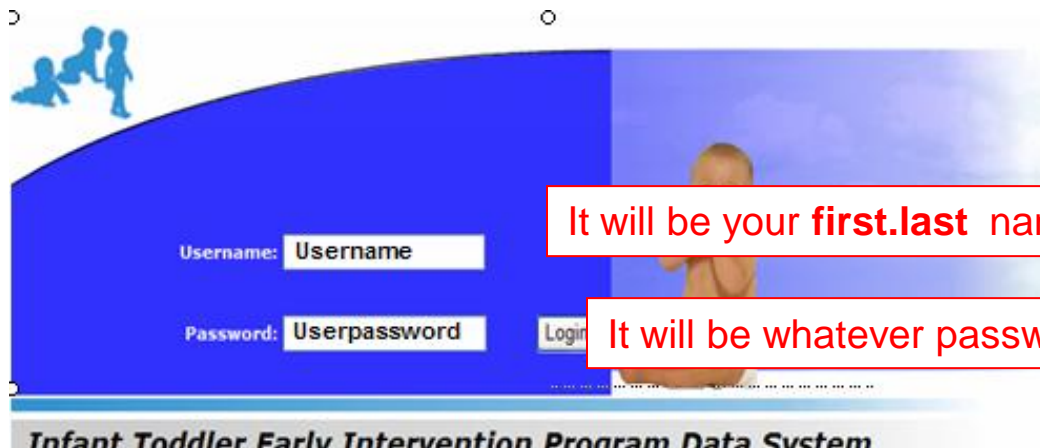 It will be your first.last
Username: Username
Password: Userpassword
Login
It will be whatever
Infant Toddler Early Intervention Program Data System